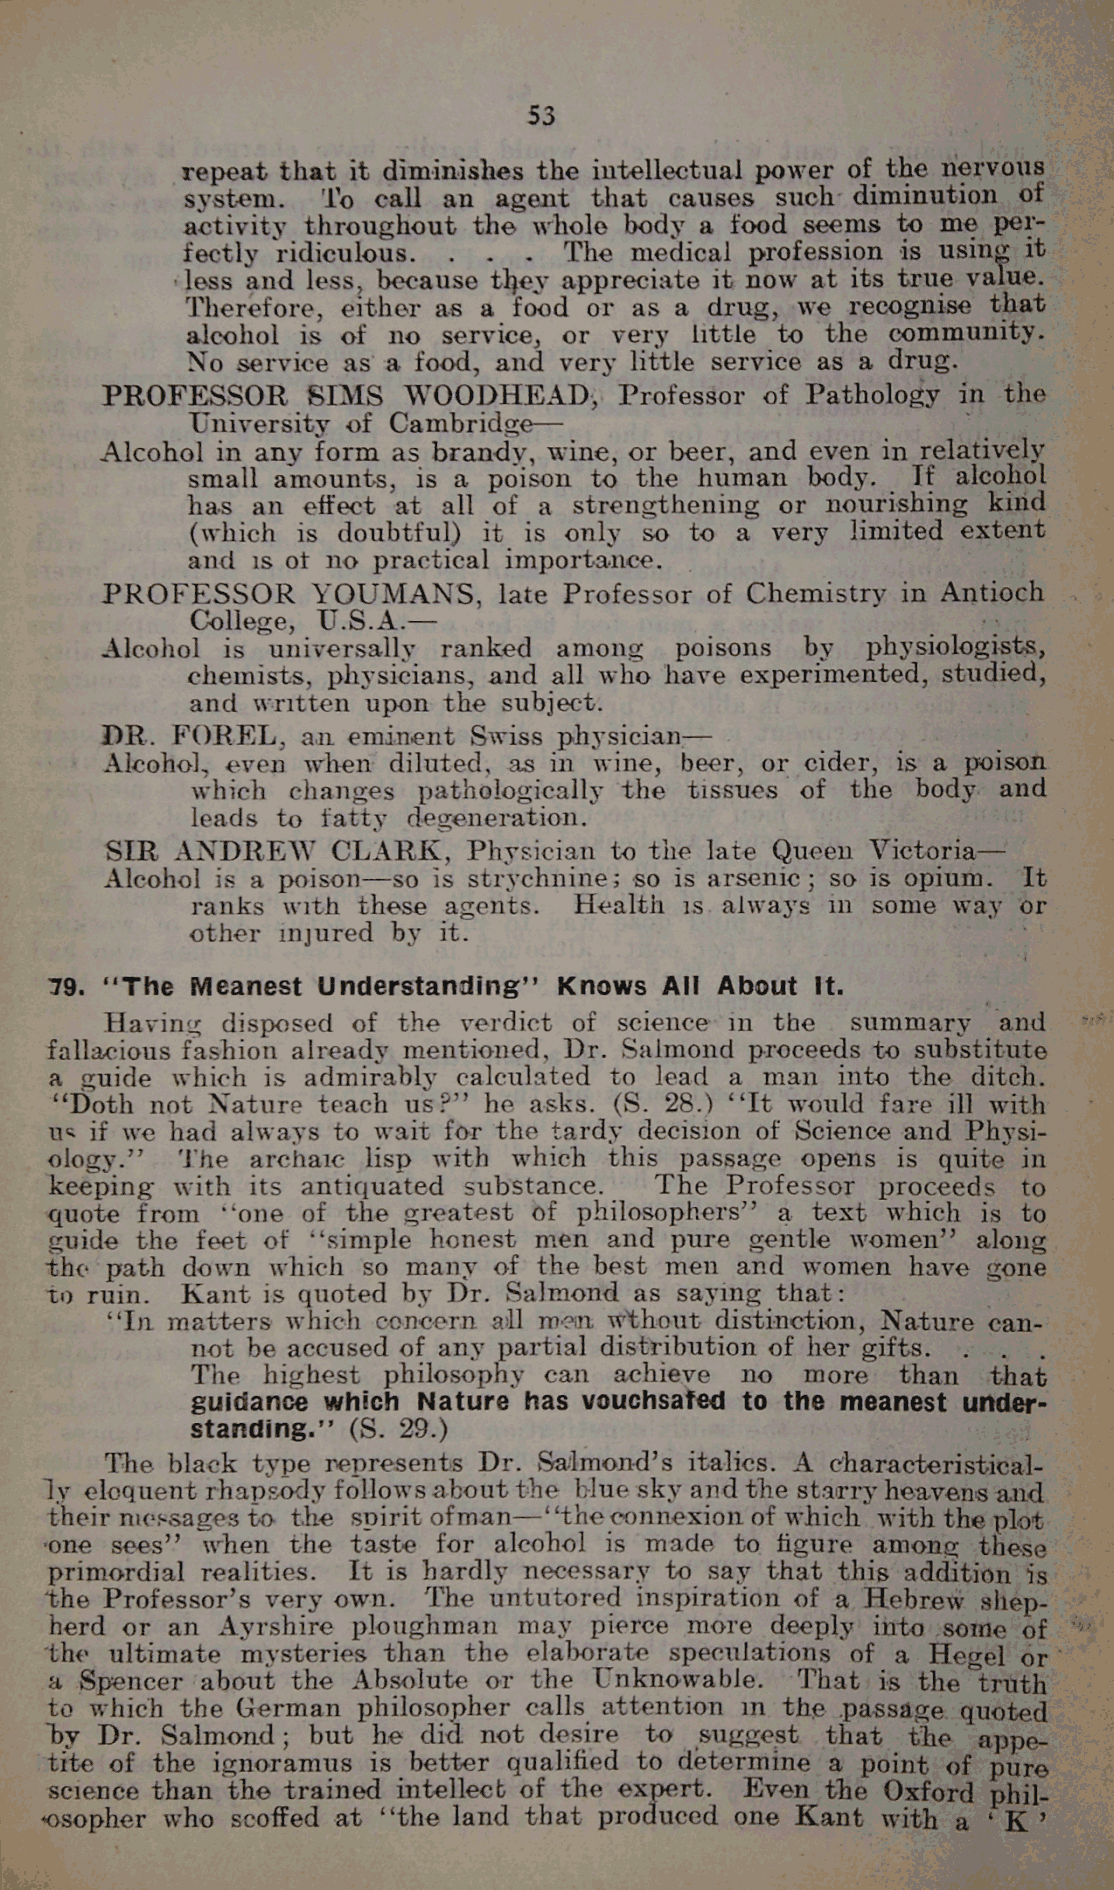 53
repeat that it diminishes the intellectual power of the nervous
system. To call an agent that causes such diminution of
activity throughout the whole body a food seems to me per-
fectly ridiculous. . . . The medical profession is using it
less and less, because they appreciate it now at its true value.
Therefore, either as a food or as a drug, we recognise that
alcohol is of no service, or very little to the community.
No service as a food, and very little service as a drug.
PROFESSOR SIMS WOODHEAD, Professor of Pathology in the
University of Cambridge—
Alcohol in any form as brandy, wine, or beer, and even in relatively
small amounts, is a poison to the human body. If alcohol
has an effect at all of a strengthening or nourishing kind
(which is doubtful) it is only so to a very limited extent
and is of no practical importance.
PROFESSOR YOUMANS, late Professor of Chemistry in Antioch
College, U.S.A.—
Alcohol is universally ranked among poisons by physiologists,
chemists, physicians, and all who have experimented, studied,
and written upon the subject.
DR. FOREL, an eminent Swiss physician—
Alcohol, even when diluted, as in wine, beer, or cider, is a poison
which changes pathologically the tissues of the body and
leads to fatty degeneration.
SIR ANDREW CLARK, Physician to the late Queen Victoria—
Alcohol is a poison—so is strychnine; so is arsenic; so is opium. It
ranks with these agents. Health is always in some way or
other injured by it.
79. "The Meanest Understanding" Knows All About It.
Having disposed of the verdict of science in the summary and
fallacious fashion already mentioned, Dr. Salmond proceeds to substitute
a guide which is admirably calculated to lead a man into the ditch.
"Doth not Nature teach us?" he asks. (S. 28.) "It would fare ill with
us if we had always to wait for the tardy decision of Science and Physi-
ology." The archaic lisp with which this passage opens is quite in
keeping with its antiquated substance. The Professor proceeds to
quote from "one of the greatest of philosophers" a text which is to
guide the feet of "simple honest men and pure gentle women" along
the path down which so many of the best men and women have gone
to ruin. Kant is quoted by Dr. Salmond as saying that:
"In matters which concern all men without distinction, Nature can-
not be accused of any partial distribution of her gifts. . . .
The highest philosophy can achieve no more than that
guidance which Nature has vouchsafed to the meanest under-
standing." (S. 29.)
The black type represents Dr. Salmond's italics. A characteristical-
ly eloquent rhapsody follows about the blue sky and the starry heavens and
their messages to the spirit of man—"the connexion of which with the plot
one sees" when the taste for alcohol is made to figure among these
primordial realities. It is hardly necessary to say that this addition is
the Professor's very own. The untutored inspiration of a Hebrew shep-
herd or an Ayrshire ploughman may pierce more deeply into some of
the ultimate mysteries than the elaborate speculations of a Hegel or
a Spencer about the Absolute or the Unknowable. That is the truth
to which the German philosopher calls attention in the passage quoted
by Dr. Salmond; but he did not desire to suggest that the appe-
tite of the ignoramus is better qualified to determine a point of pure
science than the trained intellect of the expert. Even the Oxford phil-
osopher who scoffed at "the land that produced one Kant with a 'K'